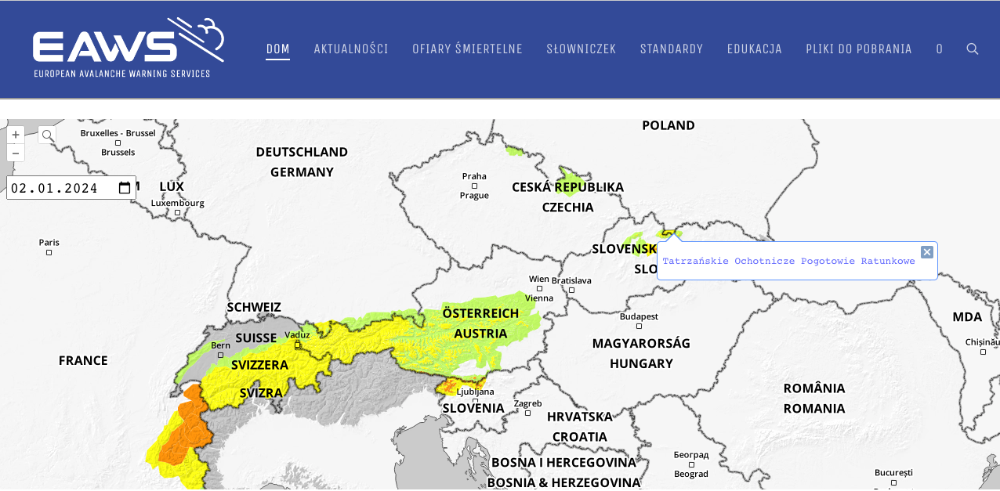 EAWS
EUROPEAN AVALANCHE WARNING SERVICES
DOM AKTUALNOŚCI OFIARY ŚMIERTELNE SŁOWNICZEK STANDARDY EDUKACJA PLIKI DO POBRANIA O
+
−
02.01.2024
Bruxelles - Brussel
Brussels
DEUTSCHLAND
GERMANY
POLAND
Praha
Prague
CESKÁ REPUBLIKA
CZECHIA
LUX
Luxembourg
Paris
SLOVENSK
SLO
Tatrzańskie Ochotnicze Pogotowie Ratunkowe
Wien
Vienna
Bratislava
SCHWEIZ
SUISSE
SVIZZERA
SVIZRA
Bern
Vaduz
ÖSTERREICH
AUSTRIA
Budapest
MAGYARORSÁG
HUNGARY
MDA
Chișinău
FRANCE
Ljubljana
SLOVENIA
Zagreb
HRVATSKA
CROATIA
ROMÂNIA
ROMANIA
BOSNA I HERCEGOVINA
BOSNIA & HERZEGOVINA
Београд
Beograd
București